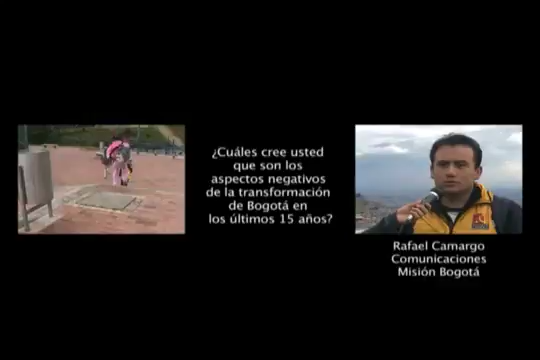 ¿Cuáles cree usted
que son los
aspectos negativos
de la transformación
de Bogotá en
los últimos 15 años?
Rafael Camargo
Comunicaciones
Misión Bogotá